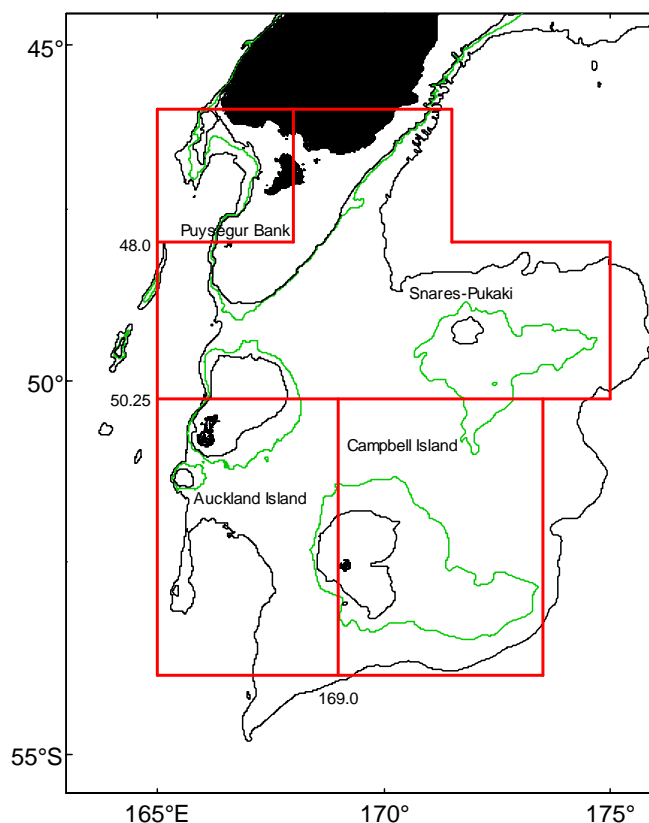 45°
Puysegur Bank
48.0
Snares-Pukaki
50°
50.25
Campbell Island
Auckland Island
169.0
55°S
165°E
170°
175°